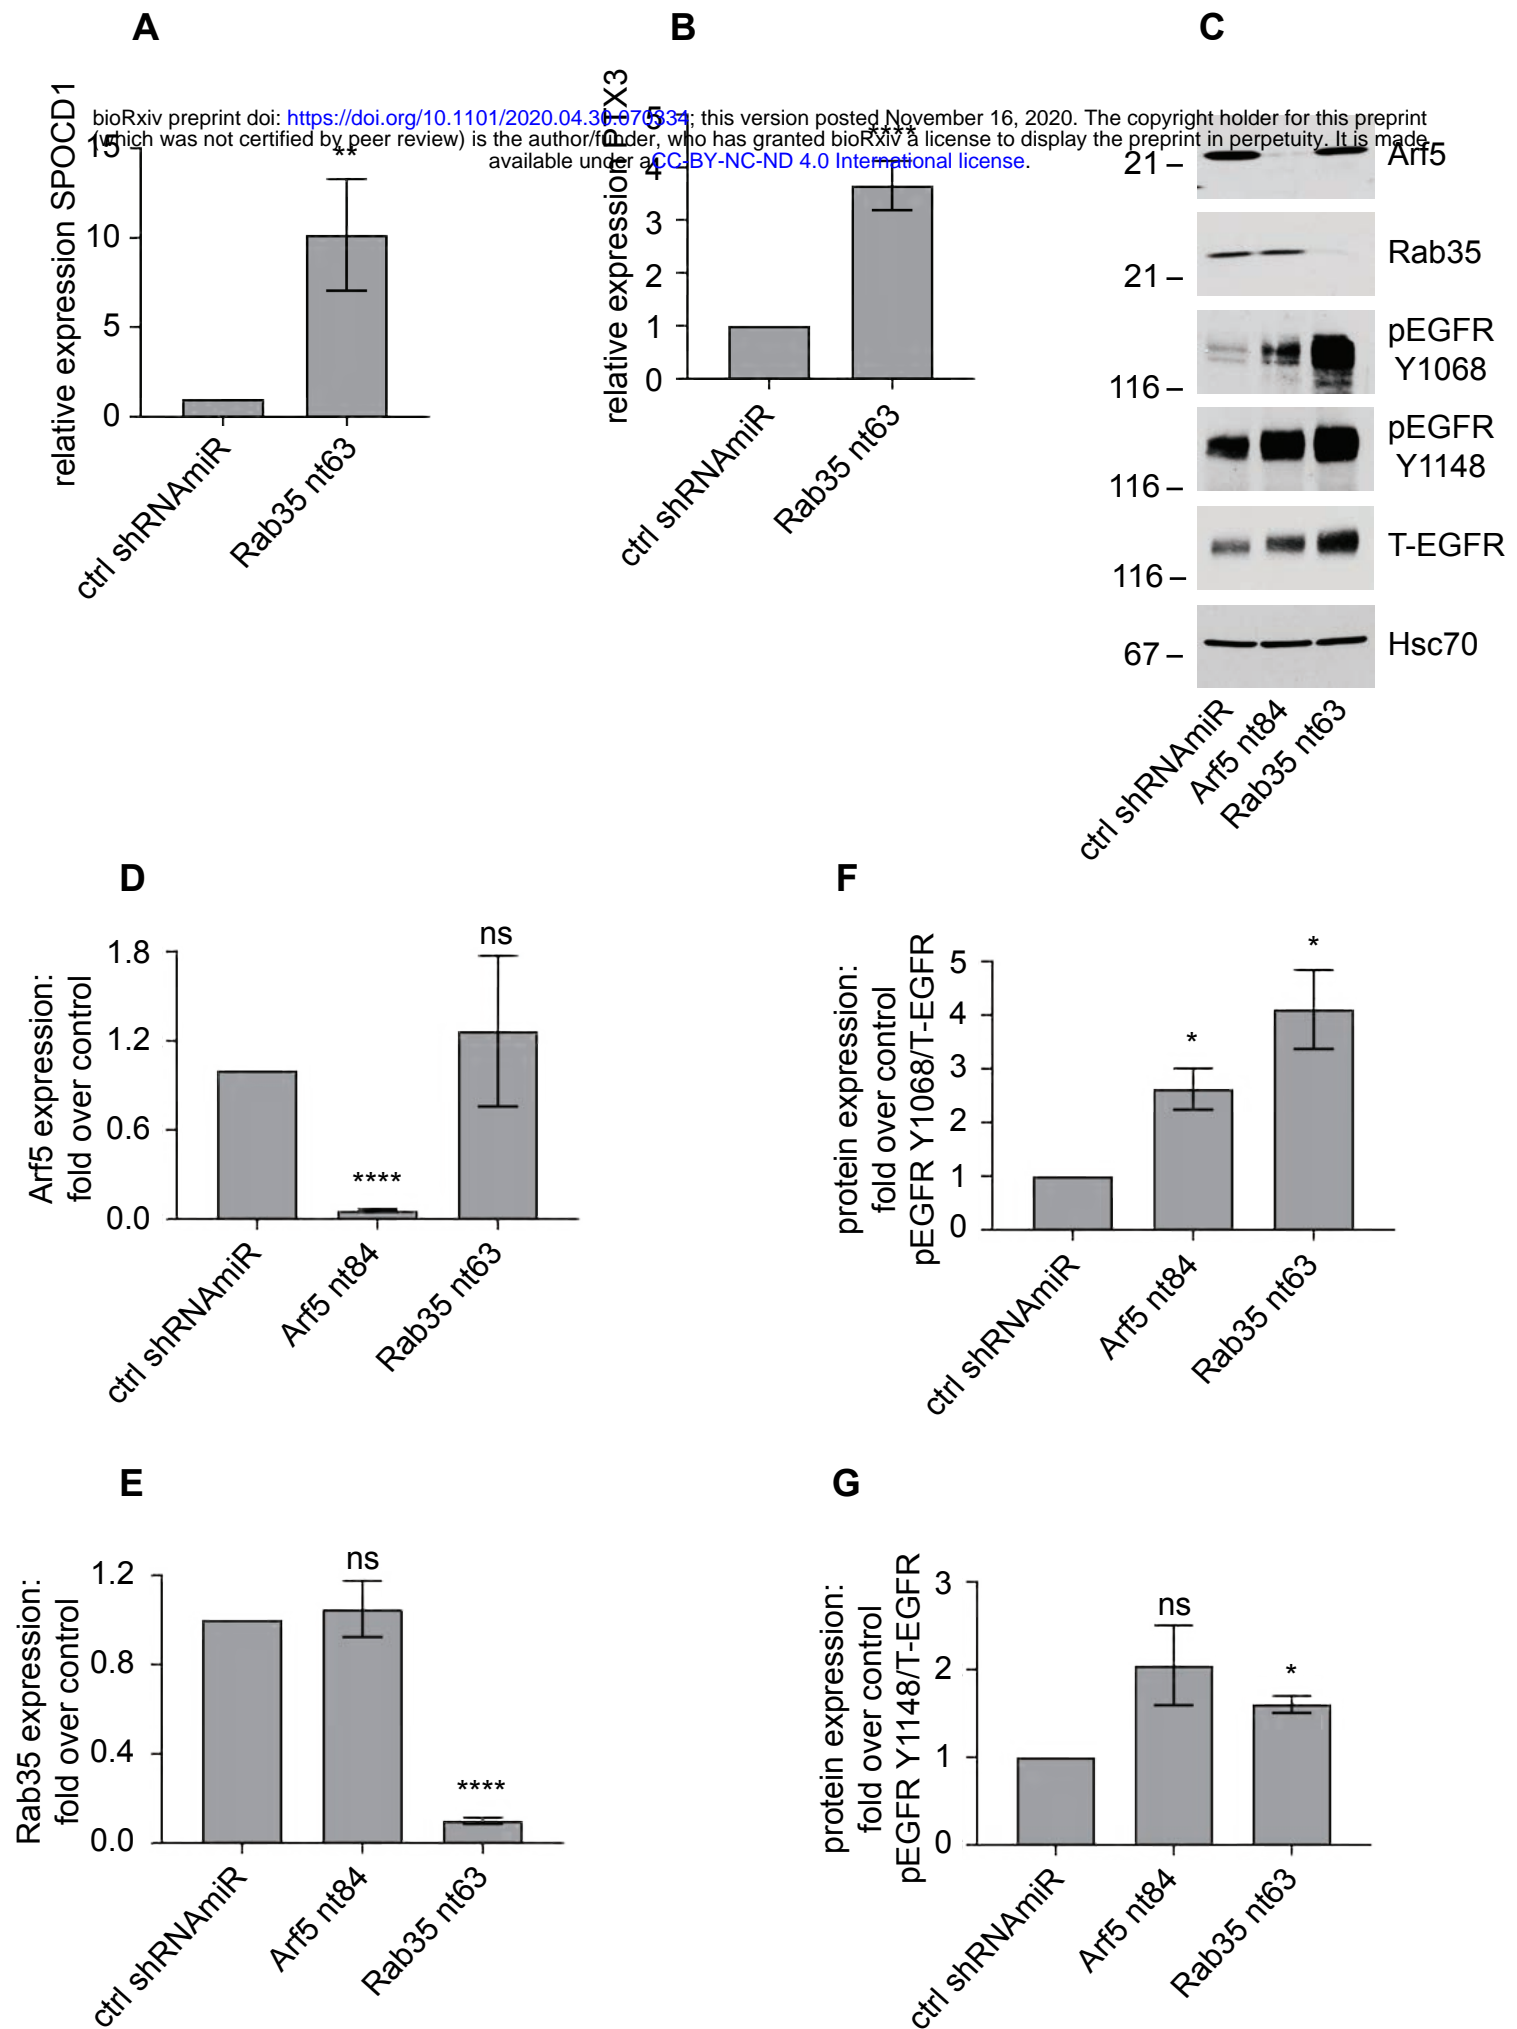 A
B
C
bioRxiv preprint doi: https://doi.org/10.1101/2020.04.30.070334; this version posted November 16, 2020. The copyright holder for this preprint
(which was not certified by peer review) is the author/funder, who has granted bioRxiv a license to display the preprint in perpetuity. It is made
available under aCC-BY-NC-ND 4.0 International license.
relative expression SPOCD1
15
10
5
0
**
ctrl shRNAmiR
Rab35 nt63
relative expression PTX3
5
4
3
2
1
0
****
ctrl shRNAmiR
Rab35 nt63
21 –
Arf5
21 –
Rab35
116 –
pEGFR
Y1068
116 –
pEGFR
Y1148
116 –
T-EGFR
67 –
Hsc70
ctrl shRNAmiR
Arf5 nt84
Rab35 nt63
D
Arf5 expression:
fold over control
1.8
1.2
0.6
0.0
****
ns
ctrl shRNAmiR
Arf5 nt84
Rab35 nt63
F
protein expression:
fold over control
pEGFR Y1068/T-EGFR
5
4
3
2
1
0
*
*
ctrl shRNAmiR
Arf5 nt84
Rab35 nt63
E
Rab35 expression:
fold over control
1.2
0.8
0.4
0.0
ns
****
ctrl shRNAmiR
Arf5 nt84
Rab35 nt63
G
protein expression:
fold over control
pEGFR Y1148/T-EGFR
3
2
1
0
ns
*
ctrl shRNAmiR
Arf5 nt84
Rab35 nt63